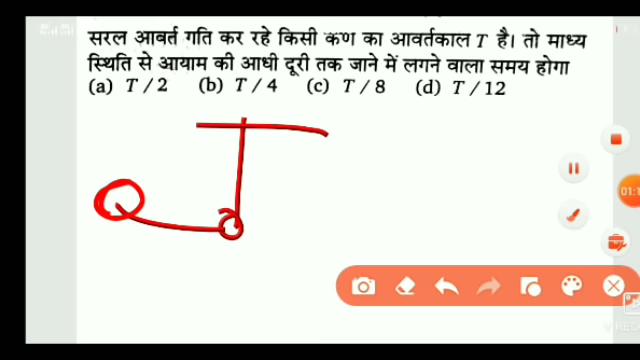 सरल आवर्त गति कर रहे किसी कण का आवर्तकाल T है। तो माध्य
स्थिति से आयाम की आधी दूरी तक जाने में लगने वाला समय होगा
(a) T / 2 (b) T / 4 (c) T / 8 (d) T / 12